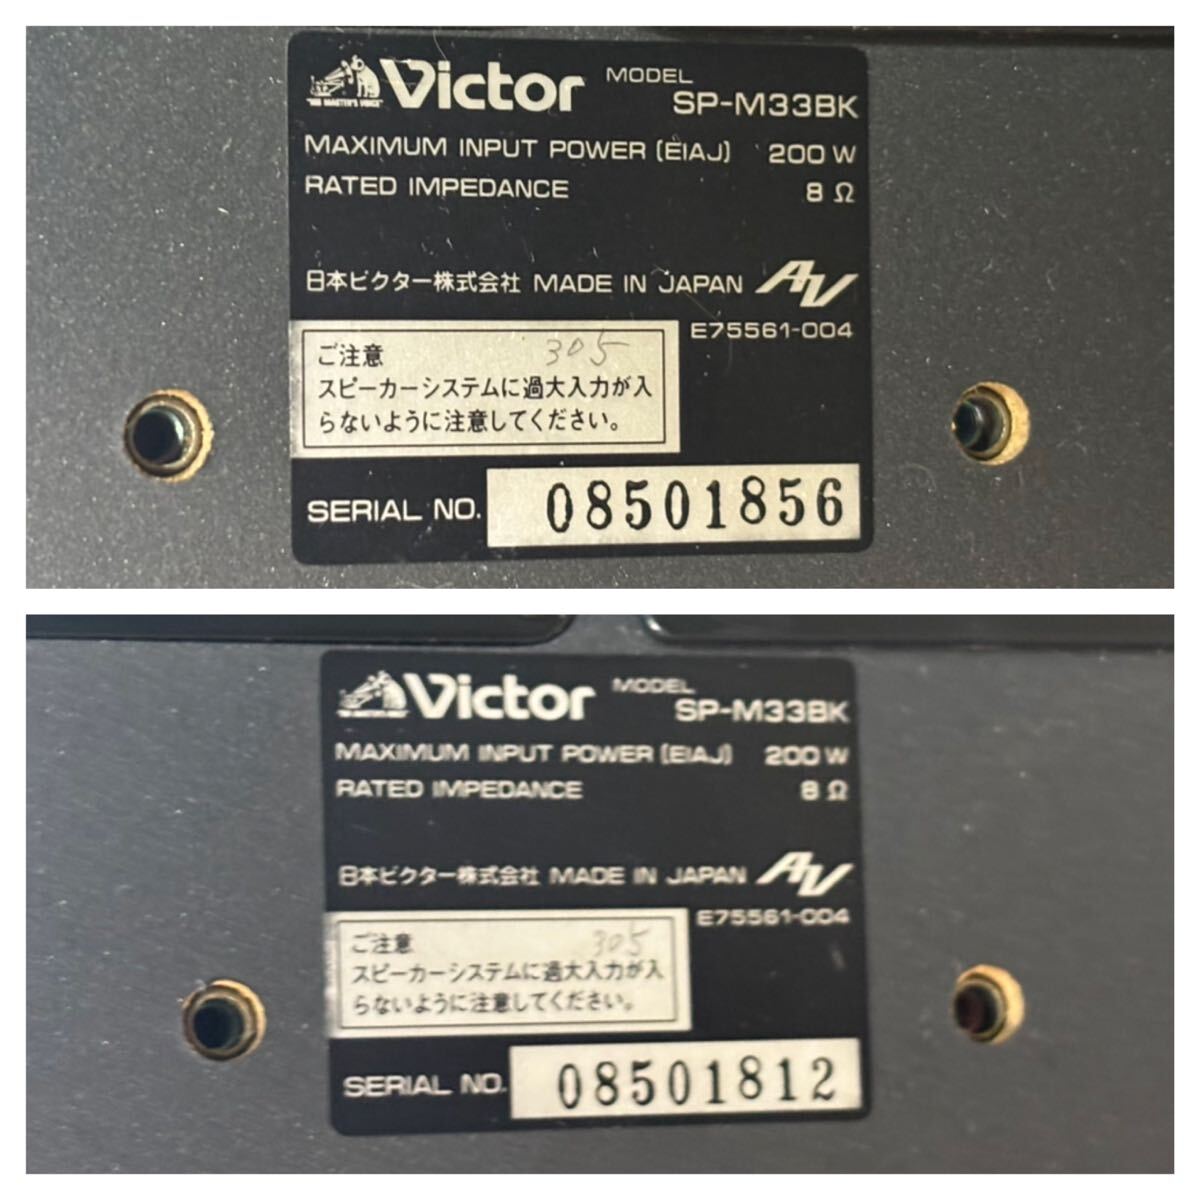 "HIS MASTER'S VOICE"
Victor MODEL
SP-M33BK
MAXIMUM INPUT POWER (EIAJ) 200 W
RATED IMPEDANCE 8 Ω
日本ビクター株式会社 MADE IN JAPAN AV
E75561-004
ご注意 305
スピーカーシステムに過大入力が入
らないように注意してください。
SERIAL NO. 08501856
Victor MODEL
SP-M33BK
MAXIMUM INPUT POWER (EIAJ) 200 W
RATED IMPEDANCE 8 Ω
日本ビクター株式会社 MADE IN JAPAN AV
E75561-004
ご注意 305
スピーカーシステムに過大入力が入
らないように注意してください。
SERIAL NO. 08501812